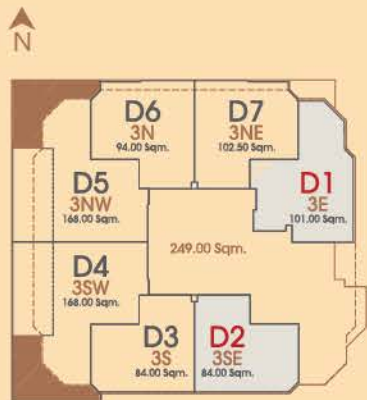 N
D6
3N
94.00 Sqm.
D7
3NE
102.50 Sqm.
D5
3NW
168.00 Sqm.
D1
3E
101.00 Sqm.
249.00 Sqm.
D4
3SW
168.00 Sqm.
D3
3S
84.00 Sqm.
D2
3SE
84.00 Sqm.